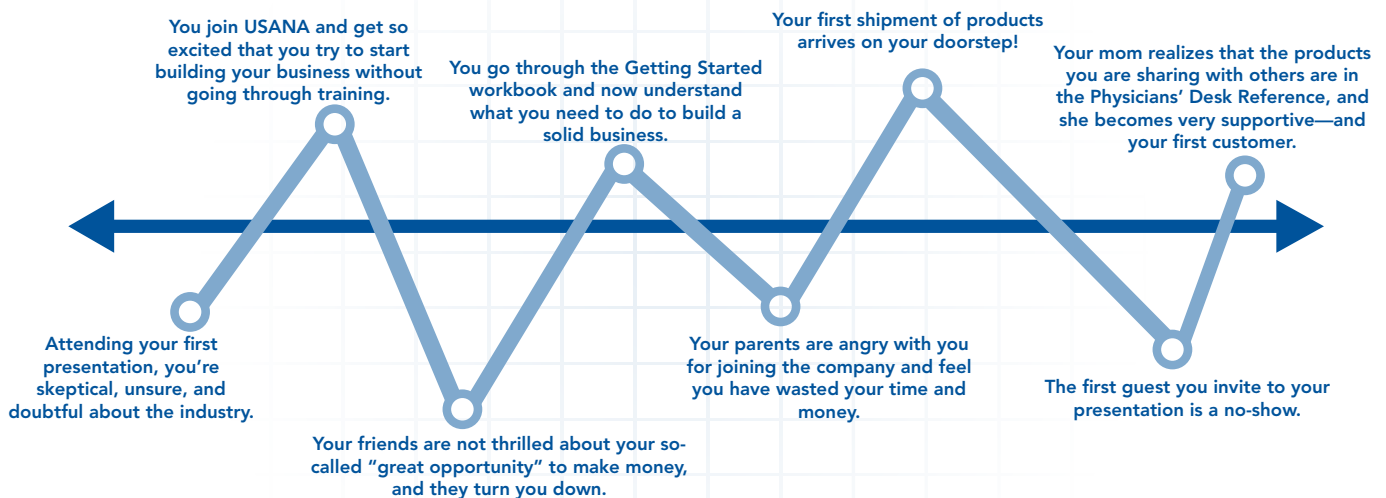 You join USANA and get so
excited that you try to start
building your business without
going through training.
You go through the Getting Started
workbook and now understand
what you need to do to build a
solid business.
Your first shipment of products
arrives on your doorstep!
Your mom realizes that the products
you are sharing with others are in
the Physicians’ Desk Reference, and
she becomes very supportive—and
your first customer.
Attending your first
presentation, you’re
skeptical, unsure, and
doubtful about the industry.
Your friends are not thrilled about your so-
called “great opportunity” to make money,
and they turn you down.
Your parents are angry with you
for joining the company and feel
you have wasted your time and
money.
The first guest you invite to your
presentation is a no-show.